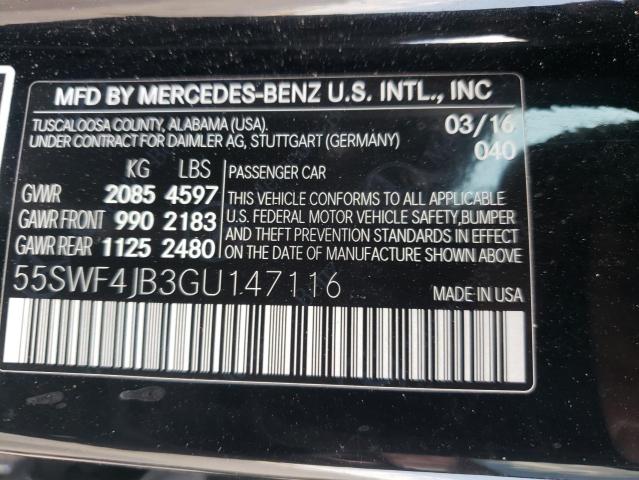 MFD BY MERCEDES-BENZ U.S. INTL., INC
TUSCALOOSA COUNTY, ALABAMA (USA).
UNDER CONTRACT FOR DAIMLER AG, STUTTGART (GERMANY)
03/16
040
KG LBS
GVWR 2085 4597
GAWR FRONT 990 2183
GAWR REAR 1125 2480
PASSENGER CAR
THIS VEHICLE CONFORMS TO ALL APPLICABLE
U.S. FEDERAL MOTOR VEHICLE SAFETY,BUMPER
AND THEFT PREVENTION STANDARDS IN EFFECT
ON THE DATE OF MANUFACTURE SHOWN ABOVE.
55SWF4JB3GU147116
MADE IN USA